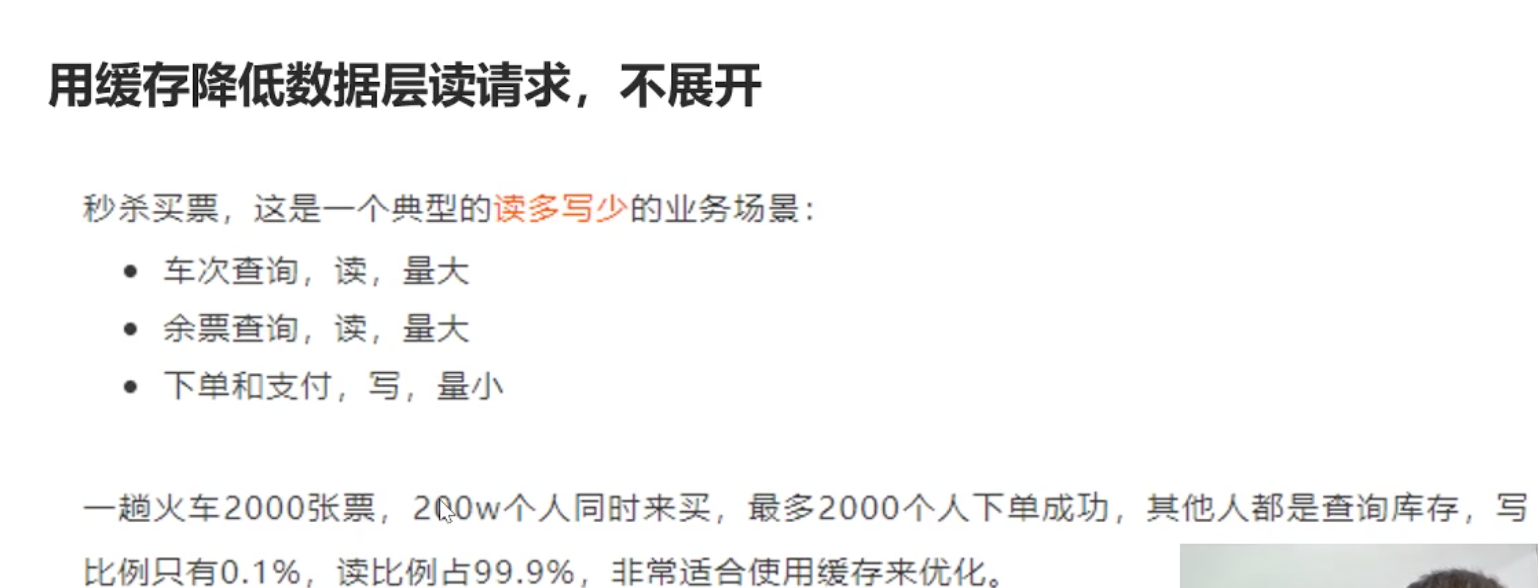 用缓存降低数据层读请求，不展开
秒杀买票，这是一个典型的读多写少的业务场景：
• 车次查询，读，量大
• 余票查询，读，量大
• 下单和支付，写，量小
一趟火车2000张票，200w个人同时来买，最多2000个人下单成功，其他人都是查询库存，写
比例只有0.1%，读比例占99.9%，非常适合使用缓存来优化。